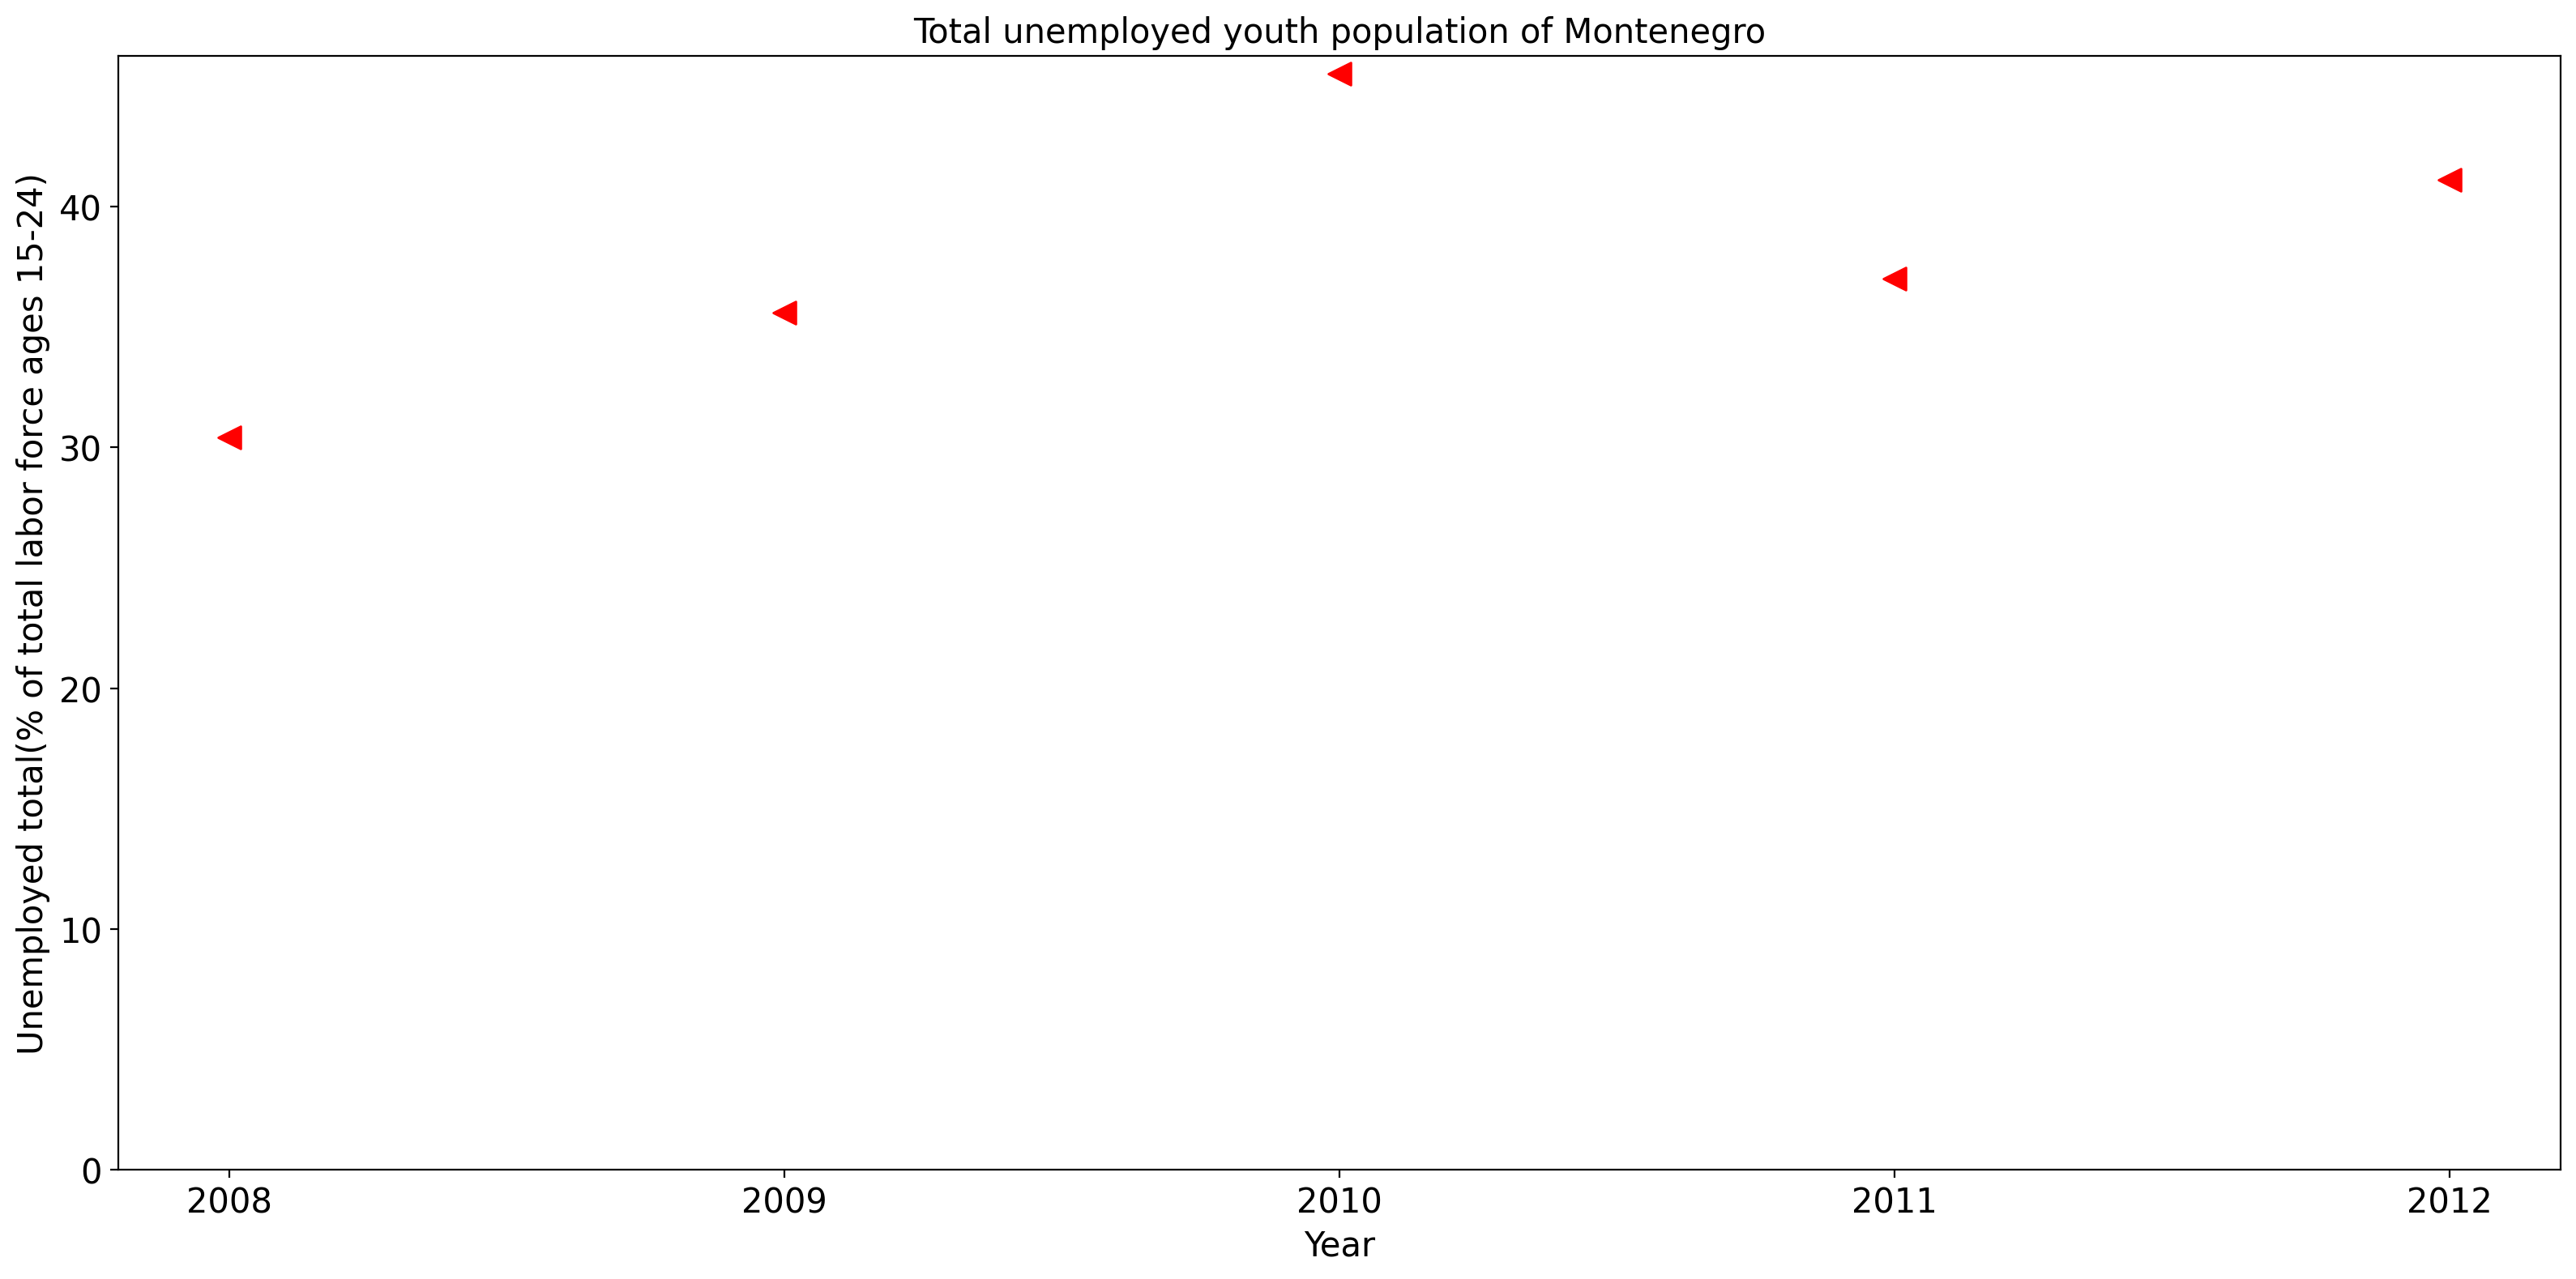 Total unemployed youth population of Montenegro
Unemployed total(% of total labor force ages 15-24)
40
30
20
10
0
2008 2009 2010 2011 2012
Year